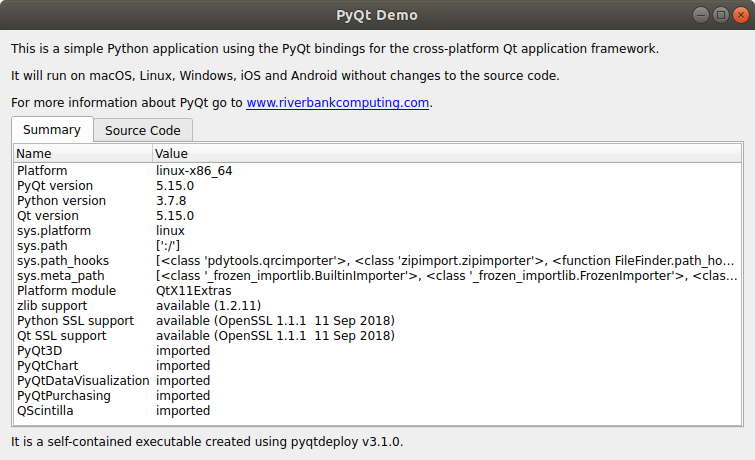 PyQt Demo
This is a simple Python application using the PyQt bindings for the cross-platform Qt application framework.
It will run on macOS, Linux, Windows, iOS and Android without changes to the source code.
For more information about PyQt go to www.riverbankcomputing.com.
Summary Source Code
Name Value
Platform linux-x86_64
PyQt version 5.15.0
Python version 3.7.8
Qt version 5.15.0
sys.platform linux
sys.path [':/']
sys.path_hooks [<class 'pdytools.qrcimporter'>, <class 'zipimport.zipimporter'>, <function FileFinder.path_ho...
sys.meta_path [<class '_frozen_importlib.BuiltinImporter'>, <class '_frozen_importlib.FrozenImporter'>, <clas...
Platform module QtX11Extras
zlib support available (1.2.11)
Python SSL support available (OpenSSL 1.1.1  11 Sep 2018)
Qt SSL support available (OpenSSL 1.1.1  11 Sep 2018)
PyQt3D imported
PyQtChart imported
PyQtDataVisualization imported
PyQtPurchasing imported
QScintilla imported
It is a self-contained executable created using pyqtdeploy v3.1.0.